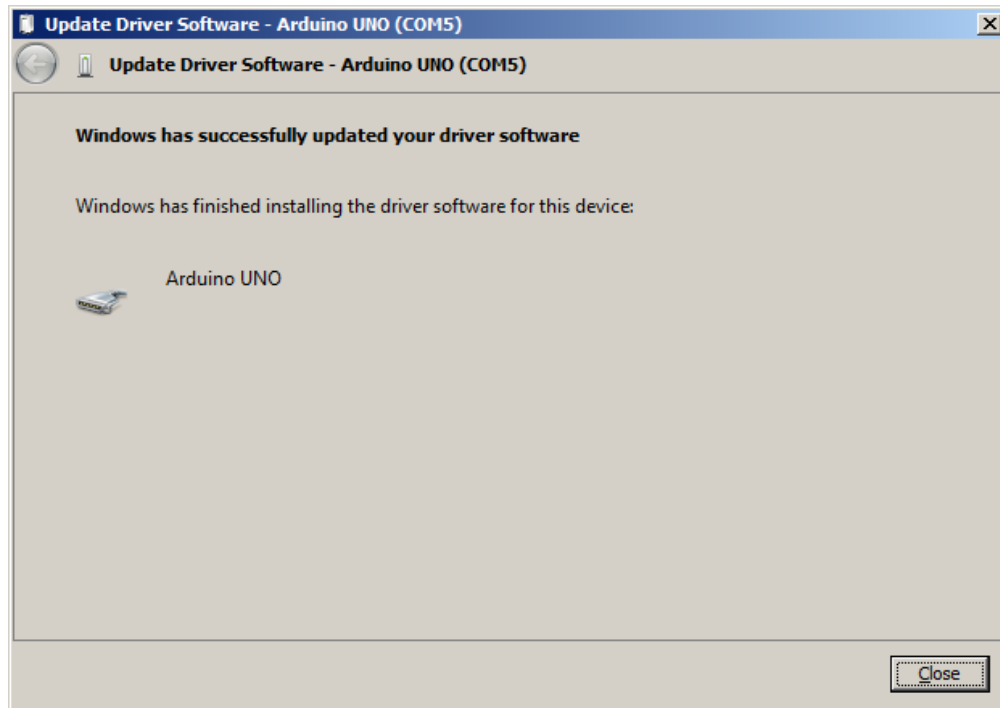 Update Driver Software - Arduino UNO (COM5)
Update Driver Software - Arduino UNO (COM5)
Windows has successfully updated your driver software
Windows has finished installing the driver software for this device:
Arduino UNO
Close